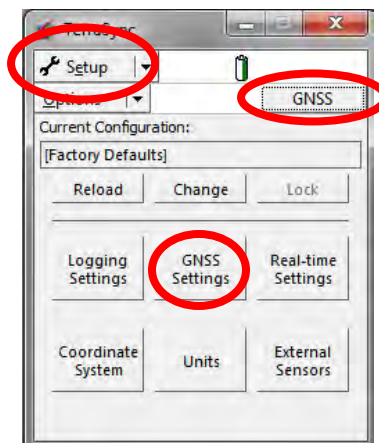 TerraSync
Setup
Options GNSS
Current Configuration:
[Factory Defaults]
Reload Change Lock
Logging Settings
GNSS Settings
Real-time Settings
Coordinate System
Units
External Sensors